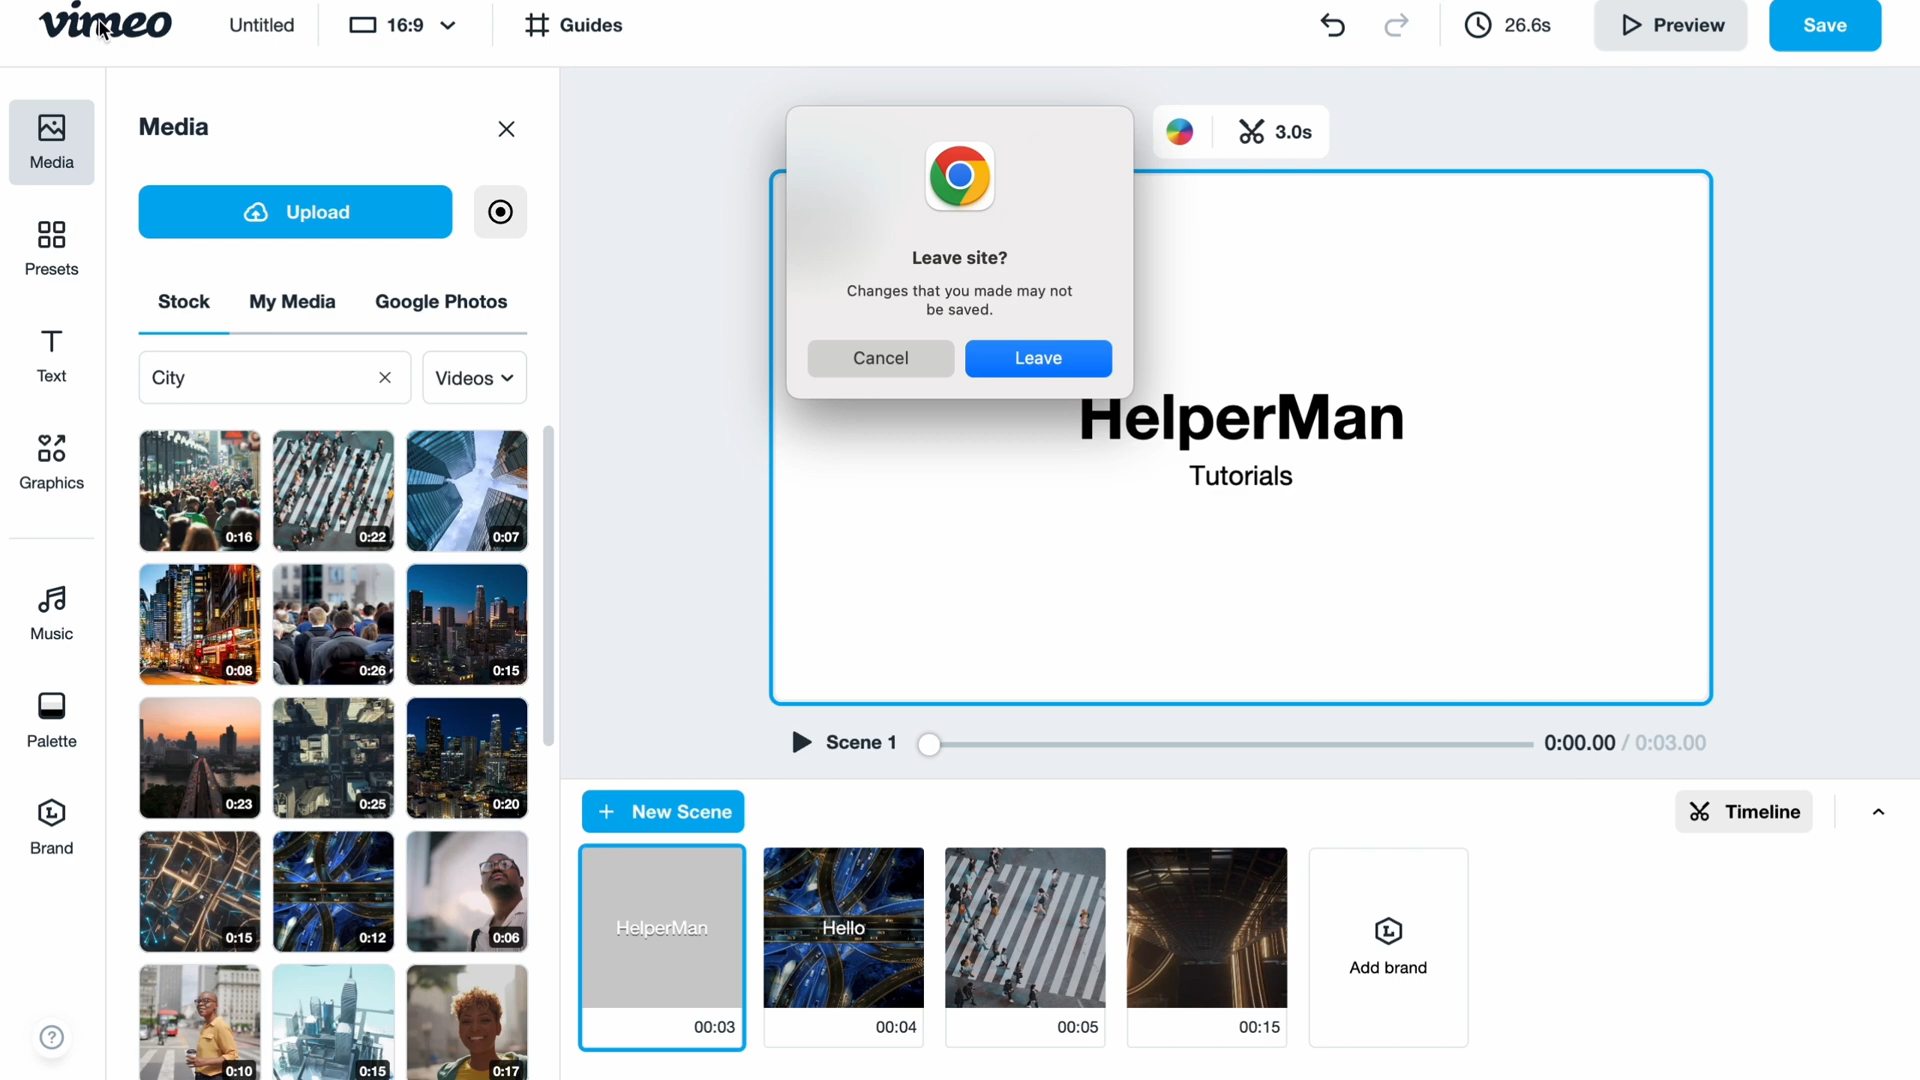 vimeo
Untitled
16:9
Guides
26.6s
Preview
Save
Media
Presets
Text
Graphics
Music
Palette
Brand
Media
Upload
Stock
My Media
Google Photos
City
Videos
0:16
0:22
0:07
0:08
0:26
0:15
0:23
0:25
0:20
0:15
0:12
0:06
0:10
0:15
0:17
3.0s
Leave site?
Changes that you made may not
be saved.
Cancel
Leave
HelperMan
Tutorials
Scene 1
0:00.00 / 0:03.00
+ New Scene
Timeline
HelperMan
00:03
Hello
00:04
00:05
00:15
Add brand